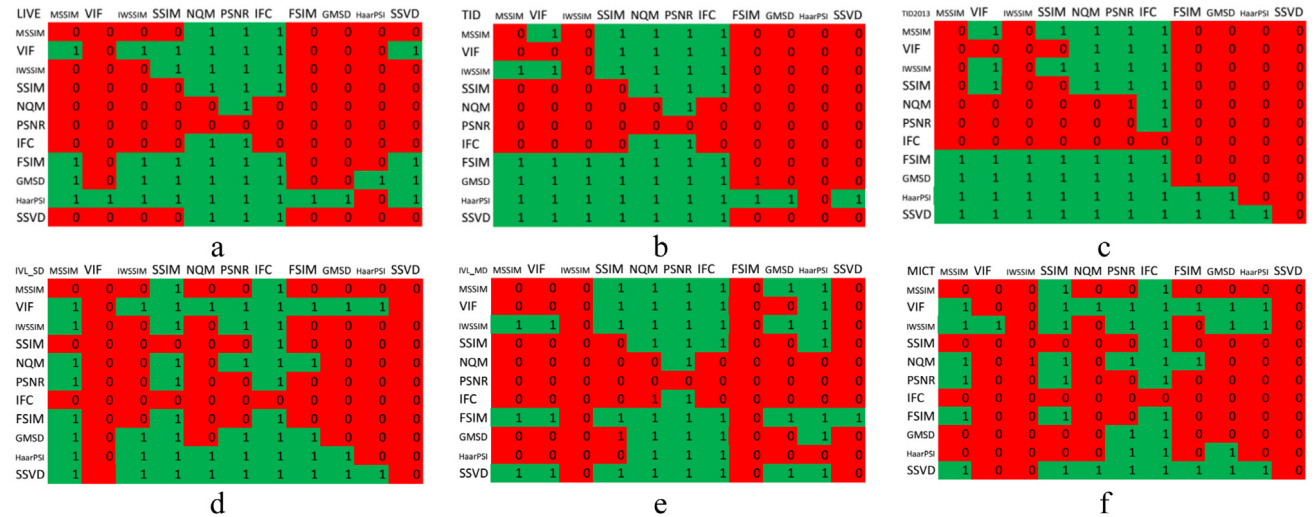 LIVE MSSIM VIF IWSSIM SSIM NQM PSNR IFC FSIM GMSD HaarPSI SSVD
MSSIM 0 0 0 0 1 1 1 0 0 0 0
VIF 1 0 1 1 1 1 1 0 0 0 1
IWSSIM 0 0 0 1 1 1 1 0 0 0 0
SSIM 0 0 0 0 1 1 1 0 0 0 0
NQM 0 0 0 0 0 1 0 0 0 0 0
PSNR 0 0 0 0 0 0 0 0 0 0 0
IFC 0 0 0 0 1 1 0 0 0 0 0
FSIM 1 0 1 1 1 1 1 0 0 0 1
GMSD 1 0 1 1 1 1 1 0 0 1 1
HaarPSI 1 1 1 1 1 1 1 1 1 0 1
SSVD 0 0 0 0 1 1 1 0 0 0 0
a
TID MSSIM VIF IWSSIM SSIM NQM PSNR IFC FSIM GMSD HaarPSI SSVD
MSSIM 0 1 0 1 1 1 1 0 0 0 0
VIF 0 0 0 1 1 1 1 0 0 0 0
IWSSIM 1 1 0 1 1 1 1 0 0 0 0
SSIM 0 0 0 0 1 1 1 0 0 0 0
NQM 0 0 0 0 0 1 0 0 0 0 0
PSNR 0 0 0 0 0 0 0 0 0 0 0
IFC 0 0 0 0 1 1 0 0 0 0 0
FSIM 1 1 1 1 1 1 1 0 0 0 0
GMSD 1 1 1 1 1 1 1 1 0 0 0
HaarPSI 1 1 1 1 1 1 1 1 1 0 1
SSVD 1 1 1 1 1 1 1 0 0 0 0
b
TID2013 MSSIM VIF IWSSIM SSIM NQM PSNR IFC FSIM GMSD HaarPSI SSVD
MSSIM 0 1 0 1 1 1 1 0 0 0 0
VIF 0 0 0 0 1 1 1 0 0 0 0
IWSSIM 0 1 0 1 1 1 1 0 0 0 0
SSIM 0 1 0 0 1 1 1 0 0 0 0
NQM 0 0 0 0 0 1 1 0 0 0 0
PSNR 0 0 0 0 0 0 1 0 0 0 0
IFC 0 0 0 0 0 0 0 0 0 0 0
FSIM 1 1 1 1 1 1 1 0 0 0 0
GMSD 1 1 1 1 1 1 1 1 0 0 0
HaarPSI 1 1 1 1 1 1 1 1 1 0 0
SSVD 1 1 1 1 1 1 1 1 1 1 0
c
IVL_SD MSSIM VIF IWSSIM SSIM NQM PSNR IFC FSIM GMSD HaarPSI SSVD
MSSIM 0 0 0 1 0 0 1 0 0 0 0
VIF 1 0 1 1 1 1 1 1 1 1 0
IWSSIM 1 0 0 1 0 1 1 0 0 0 0
SSIM 0 0 0 0 0 0 1 0 0 0 0
NQM 1 0 0 1 0 1 1 1 0 0 0
PSNR 1 0 0 1 0 0 1 0 0 0 0
IFC 0 0 0 0 0 0 0 0 0 0 0
FSIM 1 0 0 1 0 1 1 0 0 0 0
GMSD 1 0 1 1 0 1 1 1 0 0 0
HaarPSI 1 0 1 1 1 1 1 1 1 0 0
SSVD 1 0 1 1 1 1 1 1 1 1 0
d
IVL_MD MSSIM VIF IWSSIM SSIM NQM PSNR IFC FSIM GMSD HaarPSI SSVD
MSSIM 0 0 0 1 1 1 1 0 1 1 0
VIF 0 0 0 1 1 1 1 0 0 1 0
IWSSIM 1 1 0 1 1 1 1 0 1 1 0
SSIM 0 0 0 0 1 1 1 0 0 1 0
NQM 0 0 0 0 0 1 0 0 0 0 0
PSNR 0 0 0 0 0 0 0 0 0 0 0
IFC 0 0 0 0 1 1 0 0 0 0 0
FSIM 1 1 0 1 1 1 1 0 1 1 1
GMSD 0 0 0 1 1 1 1 0 0 1 0
HaarPSI 0 0 0 0 1 1 1 0 0 0 0
SSVD 1 1 0 1 1 1 1 0 1 1 0
e
MICT MSSIM VIF IWSSIM SSIM NQM PSNR IFC FSIM GMSD HaarPSI SSVD
MSSIM 0 0 0 1 0 0 1 0 0 0 0
VIF 1 0 0 1 1 1 1 1 1 1 0
IWSSIM 1 1 0 1 0 1 1 0 1 1 0
SSIM 0 0 0 0 0 0 1 0 0 0 0
NQM 1 0 1 1 0 1 1 1 0 0 0
PSNR 1 0 0 1 0 0 1 0 0 0 0
IFC 0 0 0 0 0 0 0 0 0 0 0
FSIM 1 0 0 1 0 0 1 0 0 0 0
GMSD 0 0 0 0 0 1 1 0 0 0 0
HaarPSI 0 0 0 0 0 1 1 0 1 0 0
SSVD 1 0 0 1 1 1 1 1 1 1 0
f